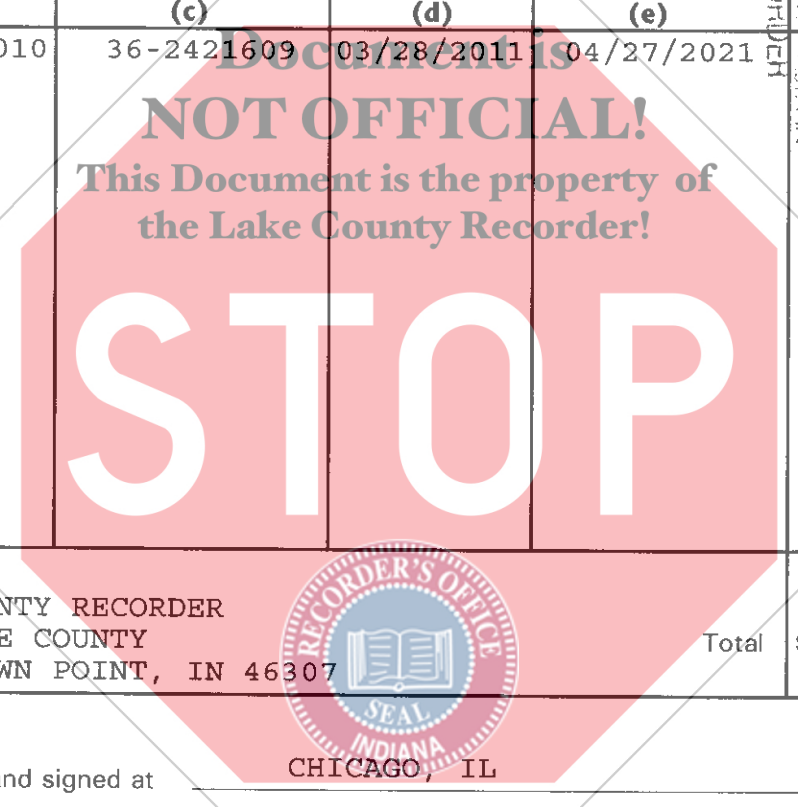 (c) (d) (e)
010 36-2421609 03/28/2011 04/27/2021
Document is
NOT OFFICIAL!
This Document is the property of
the Lake County Recorder!
STOP
NTY RECORDER
E COUNTY
WN POINT, IN 46307
Total
RECORDER'S OFFICE
SEAL
INDIANA
nd signed at CHICAGO, IL